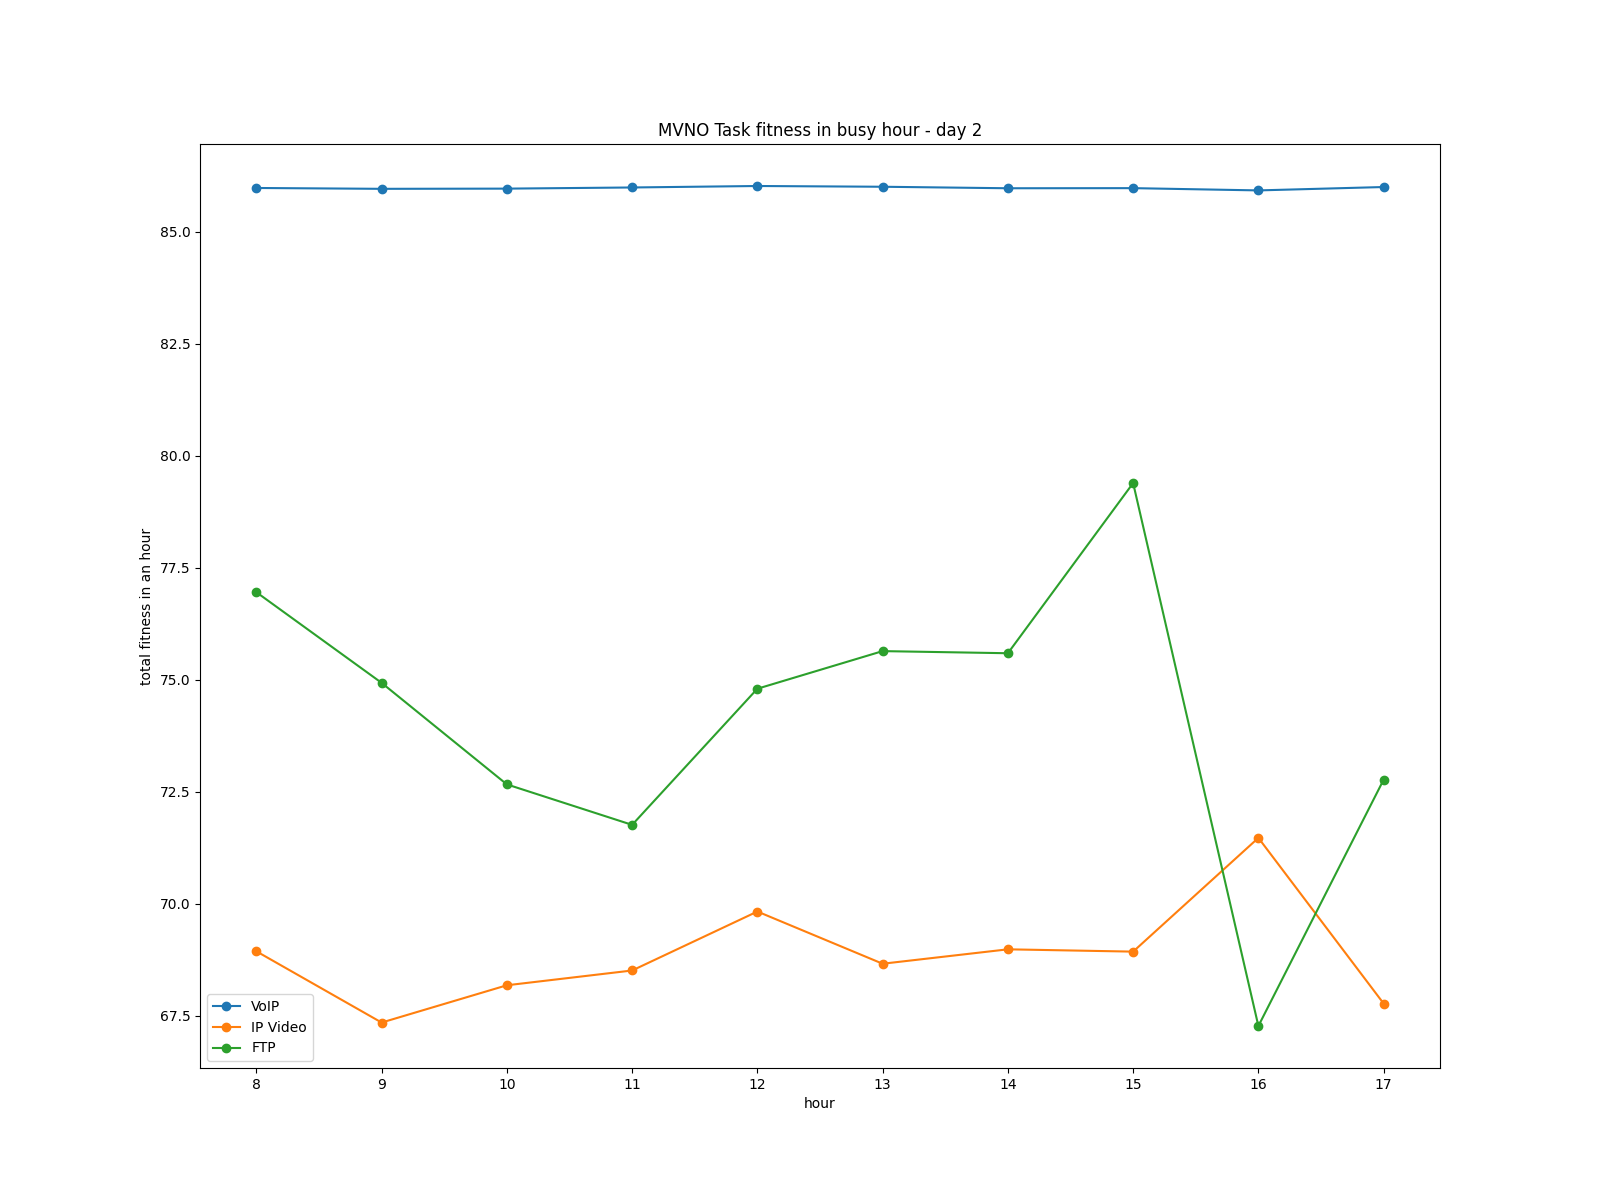 MVNO Task fitness in busy hour - day 2
total fitness in an hour
85.0
82.5
80.0
77.5
75.0
72.5
70.0
67.5
VoIP
IP Video
FTP
8 9 10 11 12 13 14 15 16 17
hour